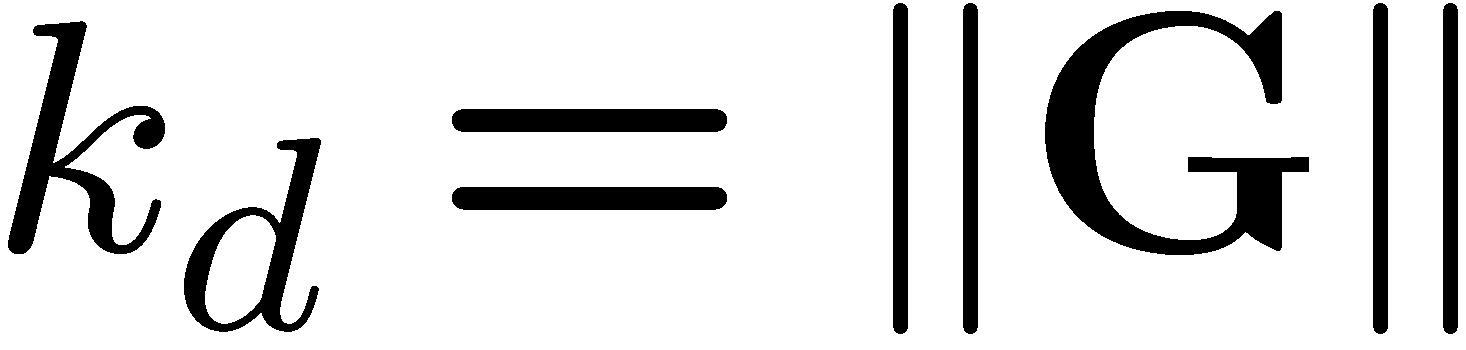 k_d = ‖G‖